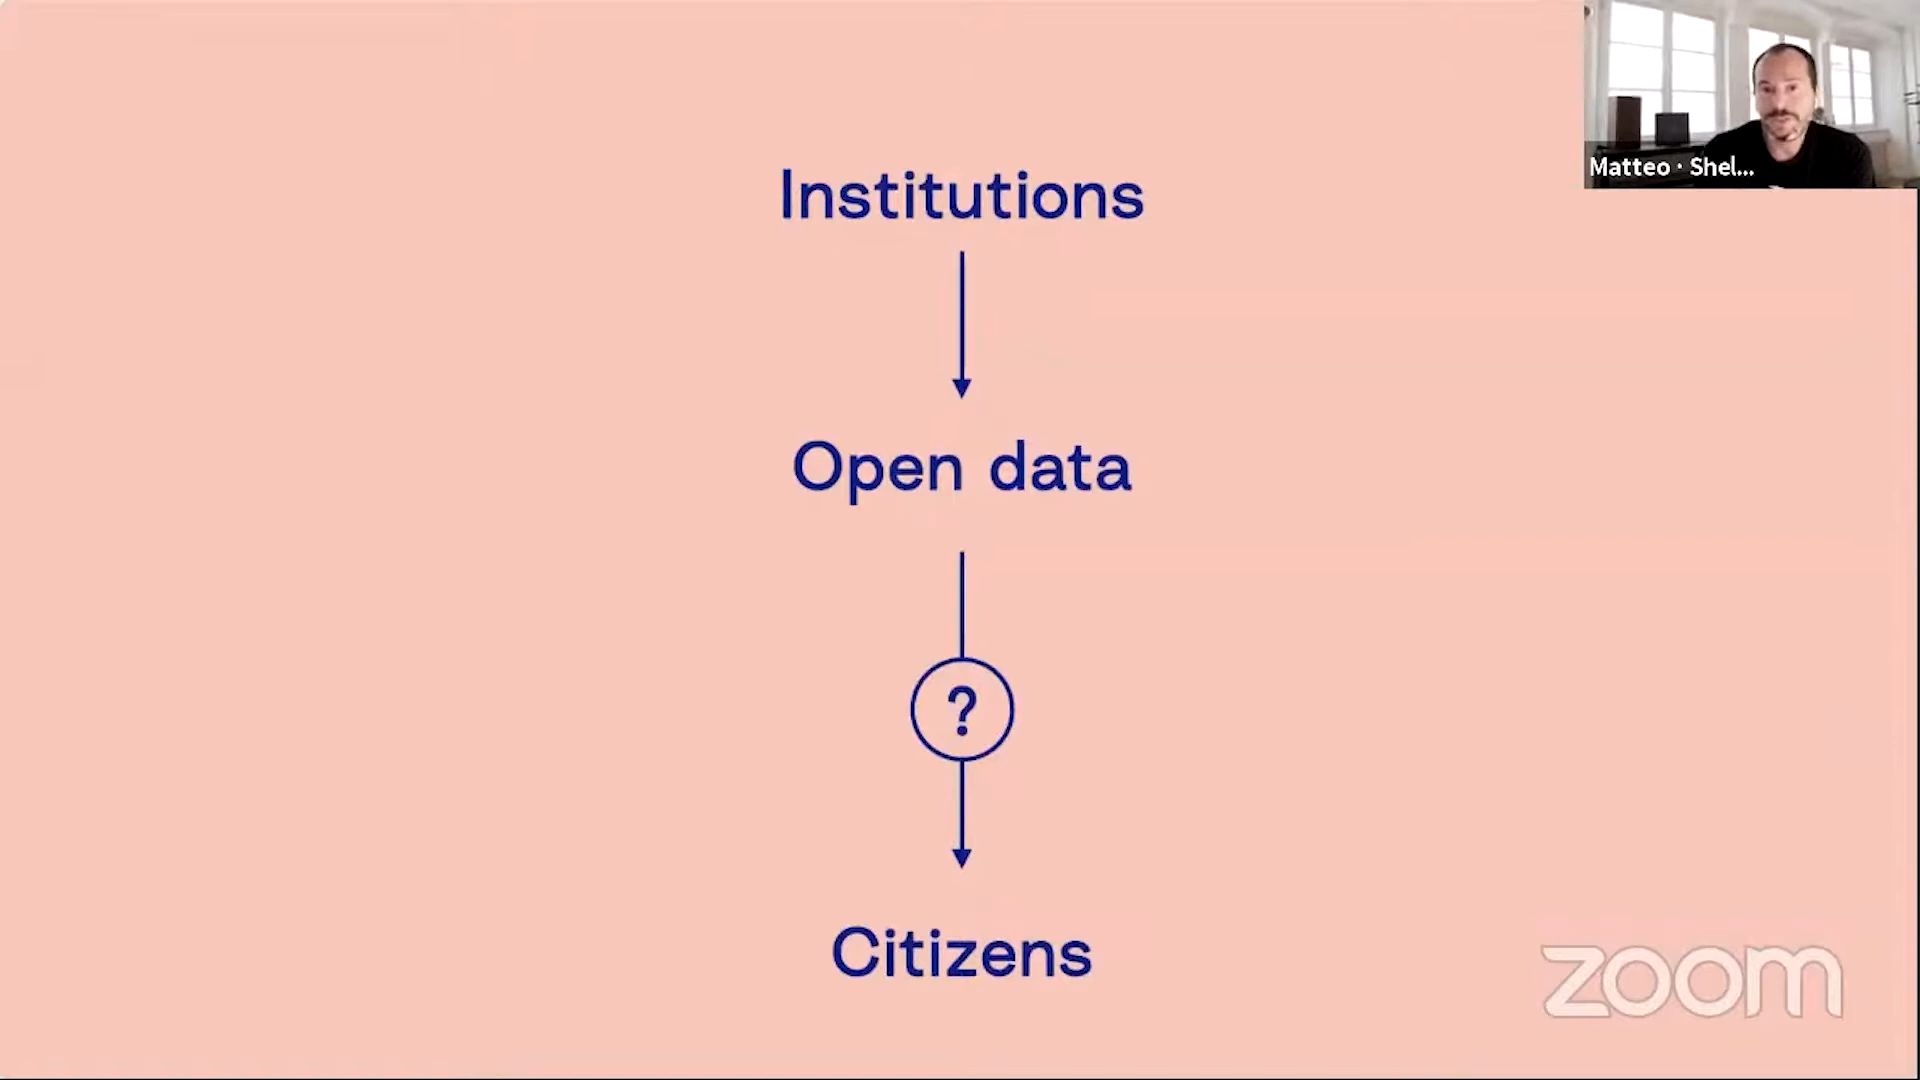 Matteo · Shel...
Institutions
Open data
?
Citizens
zoom